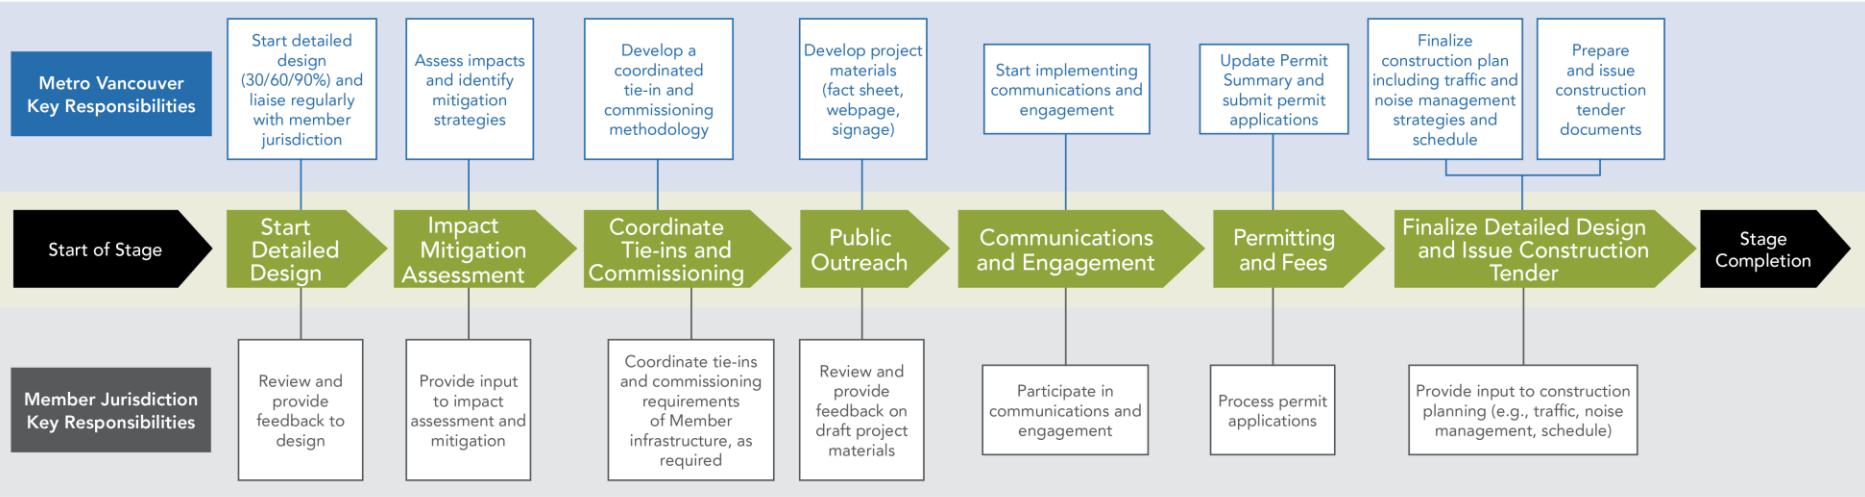 Metro Vancouver
Key Responsibilities
Start detailed
design
(30/60/90%) and
liaise regularly
with member
jurisdiction
Assess impacts
and identify
mitigation
strategies
Develop a
coordinated
tie-in and
commissioning
methodology
Develop project
materials
(fact sheet,
webpage,
signage)
Start implementing
communications and
engagement
Update Permit
Summary and
submit permit
applications
Finalize
construction plan
including traffic and
noise management
strategies and
schedule
Prepare
and issue
construction
tender
documents
Start of Stage
Start
Detailed
Design
Impact
Mitigation
Assessment
Coordinate
Tie-ins and
Commissioning
Public
Outreach
Communications
and Engagement
Permitting
and Fees
Finalize Detailed Design
and Issue Construction
Tender
Stage
Completion
Member Jurisdiction
Key Responsibilities
Review and
provide
feedback to
design
Provide input
to impact
assessment and
mitigation
Coordinate tie-ins
and commissioning
requirements
of Member
infrastructure, as
required
Review and
provide
feedback on
draft project
materials
Participate in
communications and
engagement
Process permit
applications
Provide input to construction
planning (e.g., traffic, noise
management, schedule)